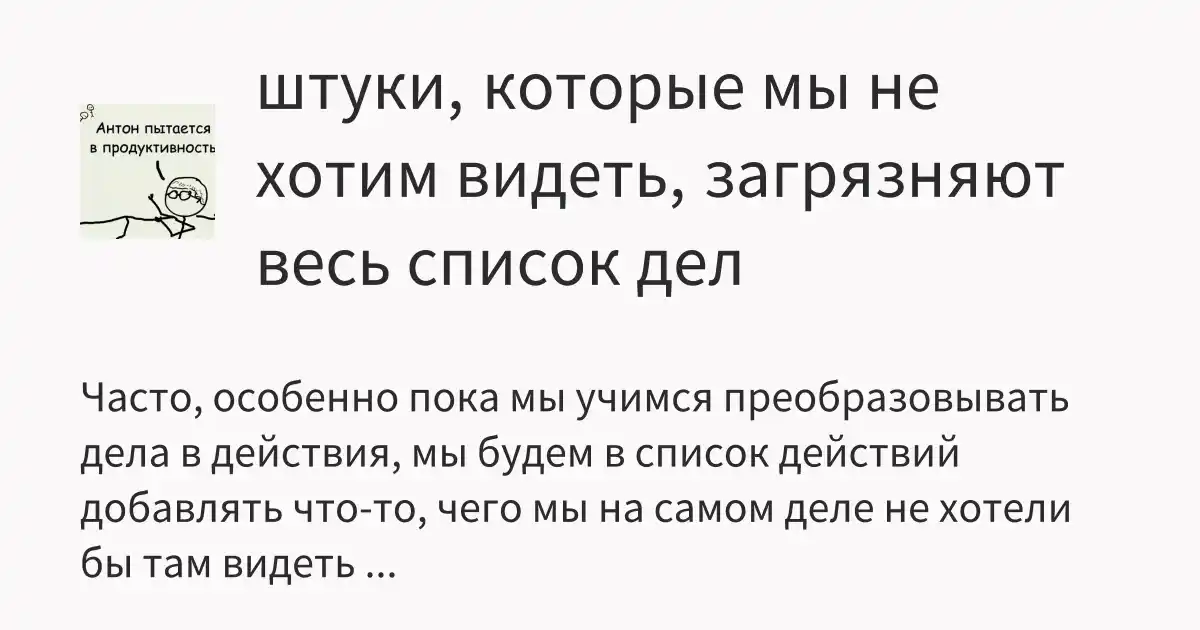 штуки, которые мы не
хотим видеть, загрязняют
весь список дел
Антон пытается
в продуктивность
Часто, особенно пока мы учимся преобразовывать
дела в действия, мы будем в список действий
добавлять что-то, чего мы на самом деле не хотели
бы там видеть ...